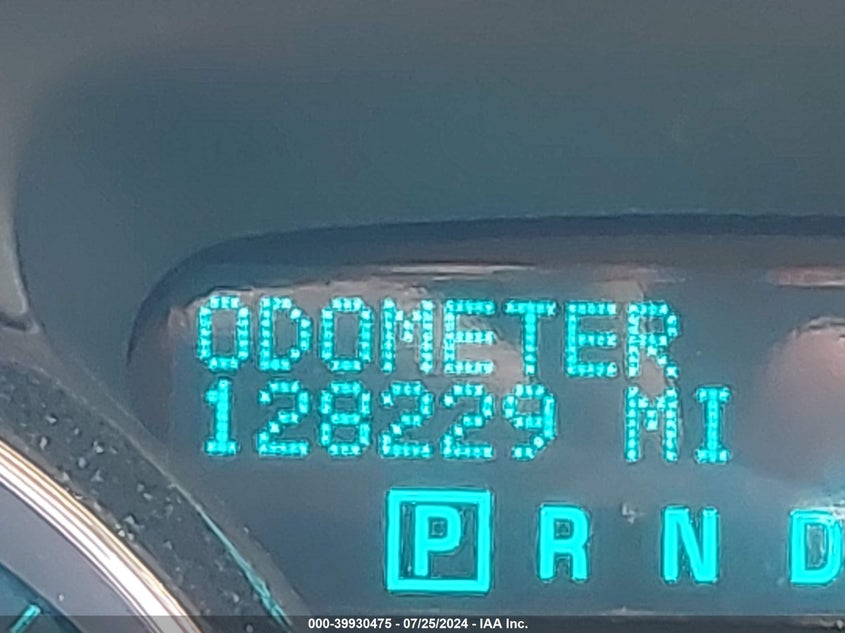 ODOMETER
128229 MI
P R N D
000-39930475 - 07/25/2024 - IAA Inc.